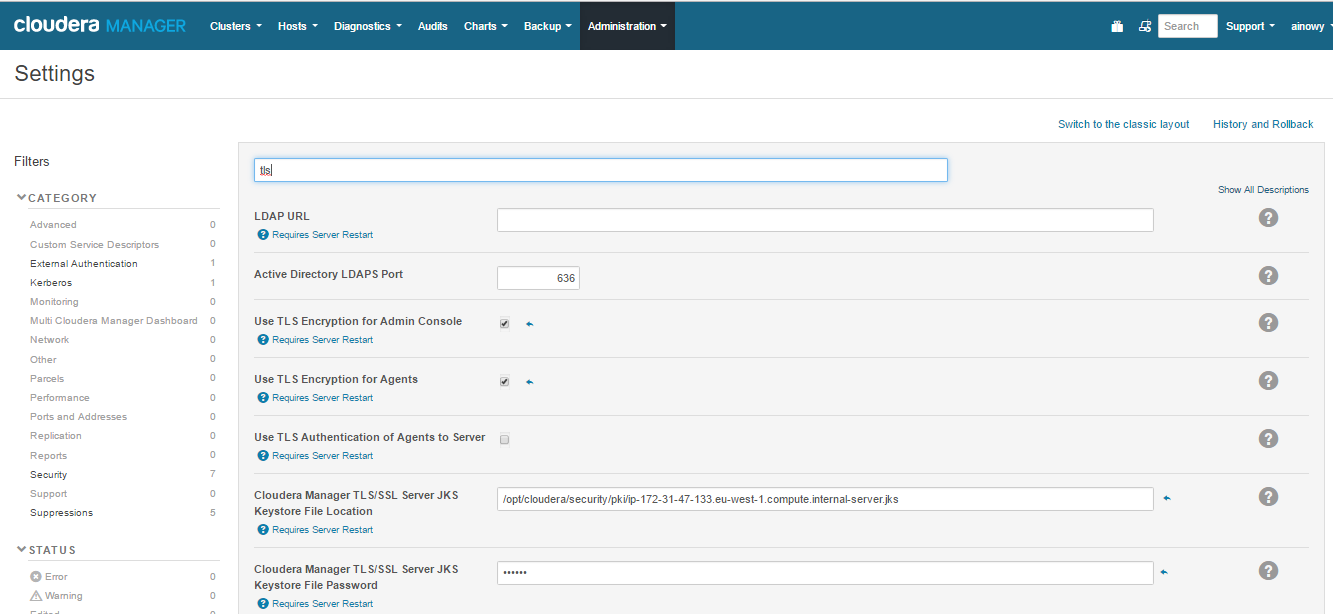 cloudera MANAGER Clusters Hosts Diagnostics Audits Charts Backup Administration Search Support ainowy
Settings
Switch to the classic layout History and Rollback
Filters
tls
Show All Descriptions
CATEGORY
Advanced 0
Custom Service Descriptors 0
External Authentication 1
Kerberos 1
Monitoring 0
Multi Cloudera Manager Dashboard 0
Network 0
Other 0
Parcels 0
Performance 0
Ports and Addresses 0
Replication 0
Reports 0
Security 7
Support 0
Suppressions 5
STATUS
Error 0
Warning 0
Edited 0
LDAP URL
? Requires Server Restart
?
Active Directory LDAPS Port 636 ?
Use TLS Encryption for Admin Console ?
? Requires Server Restart
Use TLS Encryption for Agents ?
? Requires Server Restart
Use TLS Authentication of Agents to Server ?
? Requires Server Restart
Cloudera Manager TLS/SSL Server JKS
Keystore File Location
/opt/cloudera/security/pki/ip-172-31-47-133.eu-west-1.compute.internal-server.jks ?
? Requires Server Restart
Cloudera Manager TLS/SSL Server JKS
Keystore File Password
•••••• ?
? Requires Server Restart